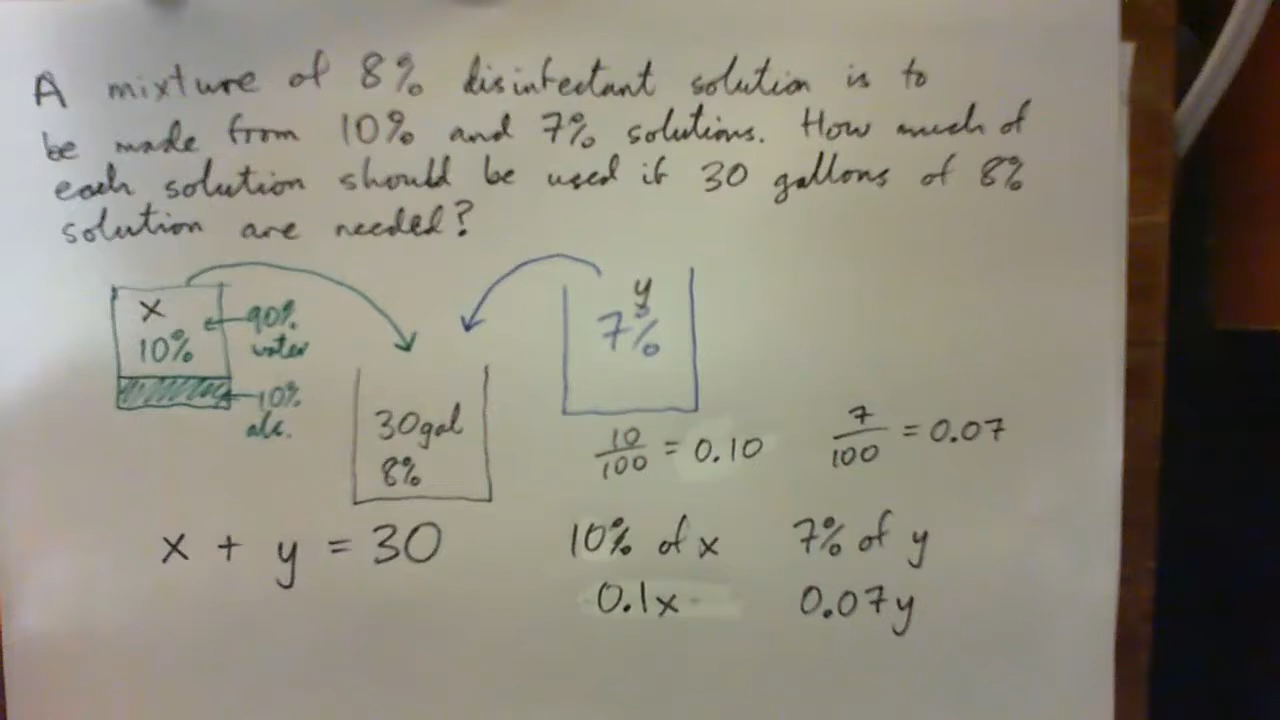 A mixture of 8% disinfectant solution is to
be made from 10% and 7% solutions. How much of
each solution should be used if 30 gallons of 8%
solution are needed?
x
10%
90%
water
10%
alc.
30gal
8%
y
7%
10/100 = 0.10
7/100 = 0.07
x + y = 30
10% of x
7% of y
0.1x
0.07y